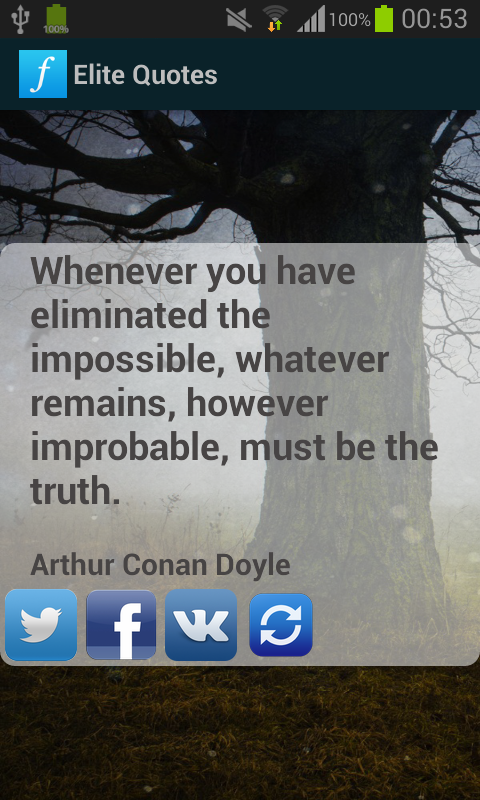 100%
100%
00:53
f Elite Quotes
Whenever you have
eliminated the
impossible, whatever
remains, however
improbable, must be the
truth.
Arthur Conan Doyle
f